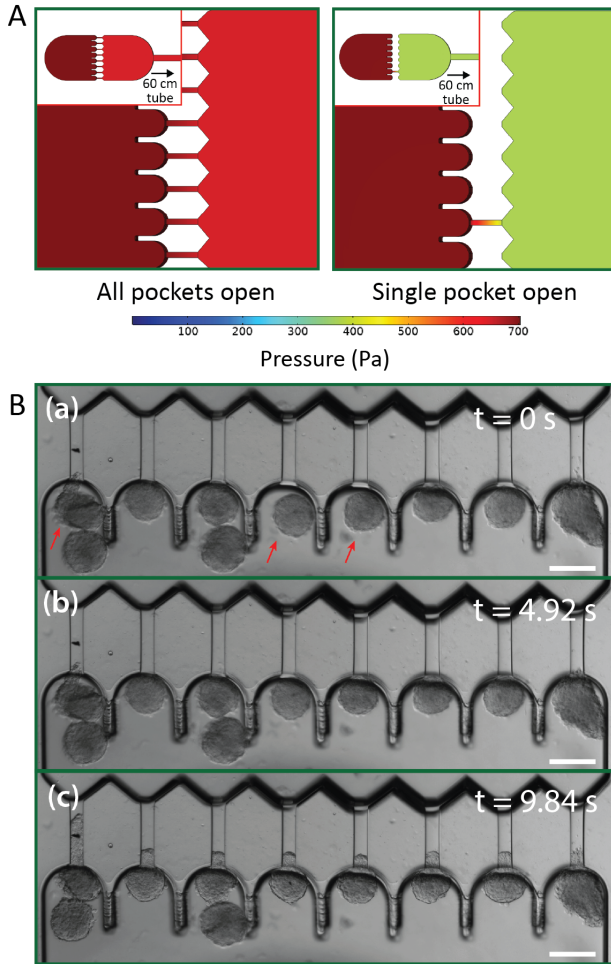 A
60 cm
tube
60 cm
tube
All pockets open
Single pocket open
100 200 300 400 500 600 700
Pressure (Pa)
B
(a)
t = 0 s
(b)
t = 4.92 s
(c)
t = 9.84 s